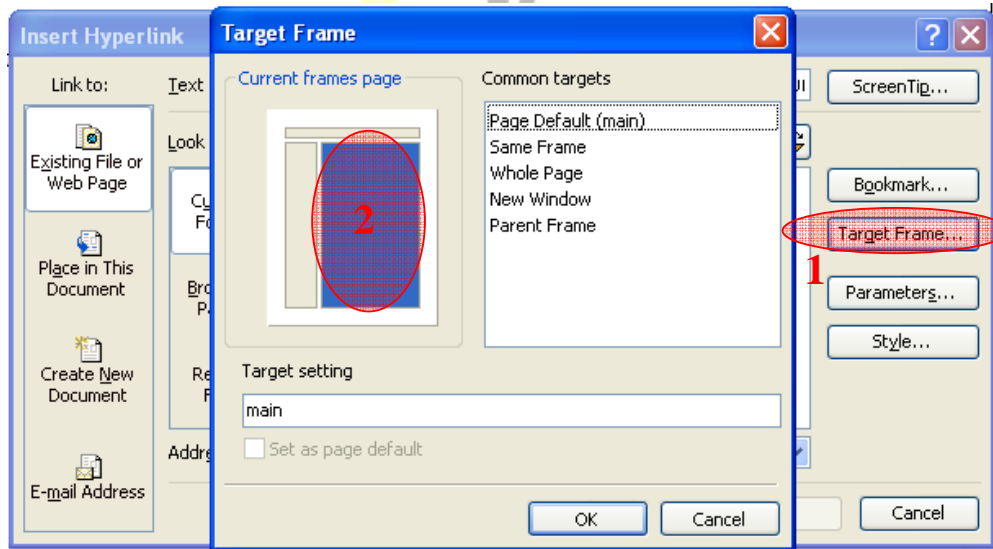 Insert Hyperlink
Target Frame
Link to:
Text
ScreenTip...
Existing File or
Web Page
Place in This
Document
Create New
Document
E-mail Address
Look
Current frames page
Common targets
Page Default (main)
Same Frame
Whole Page
New Window
Parent Frame
2
Target setting
main
Set as page default
OK
Cancel
Bookmark...
Target Frame...
1
Parameters...
Style...
Cancel